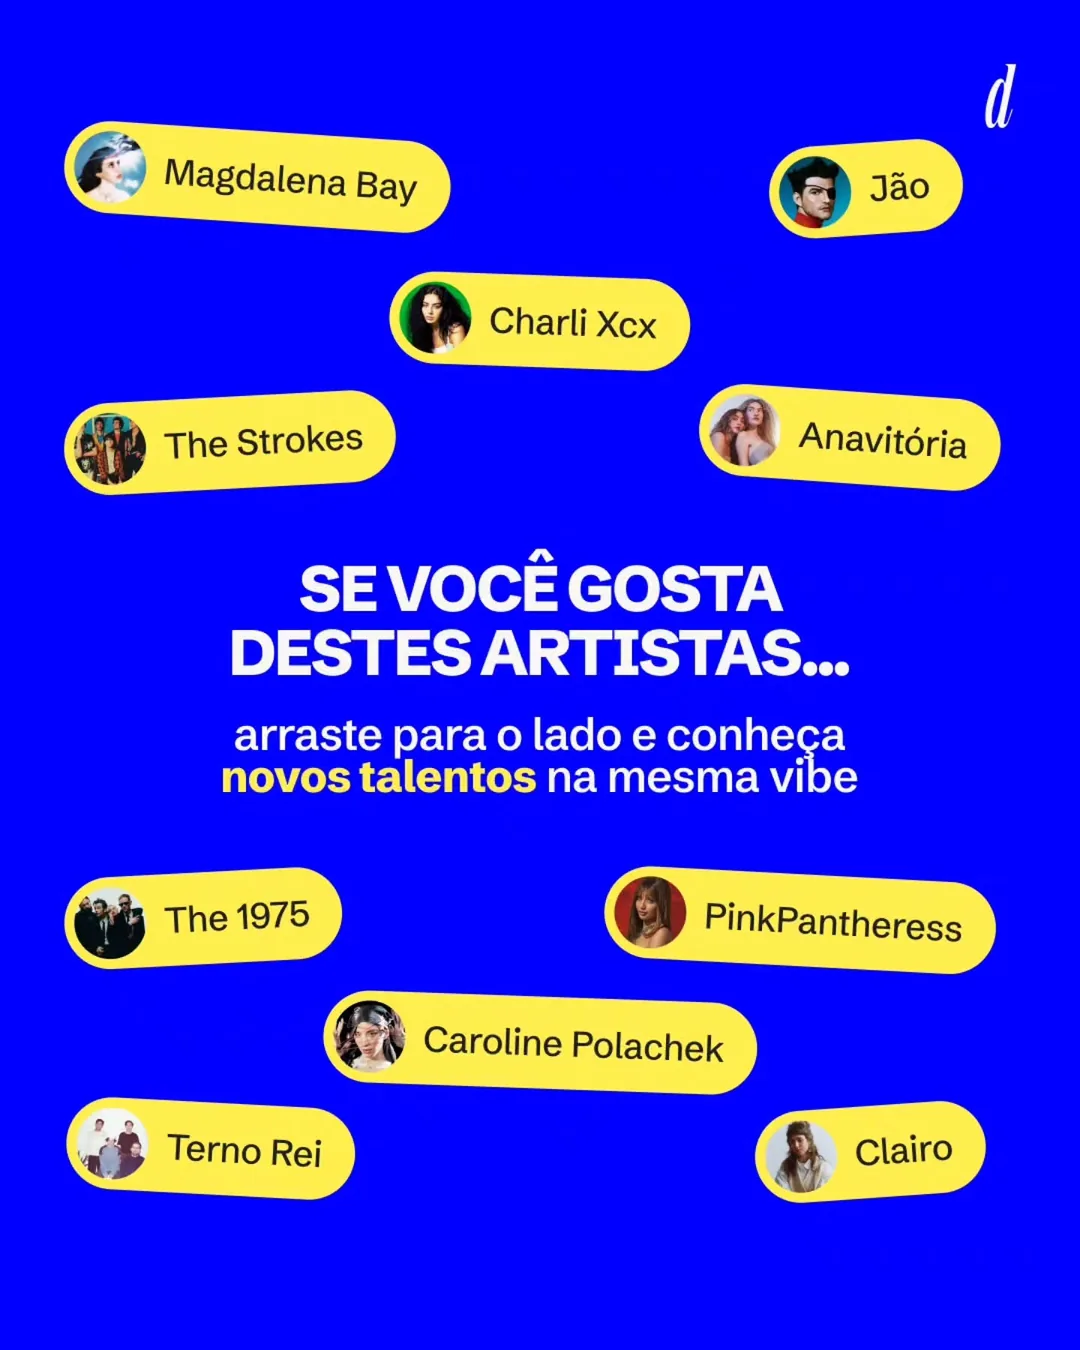 d
Magdalena Bay
Jão
Charli Xcx
The Strokes
Anavitória
SE VOCÊ GOSTA
DESTES ARTISTAS...
arraste para o lado e conheça
novos talentos na mesma vibe
The 1975
PinkPantheress
Caroline Polachek
Terno Rei
Clairo